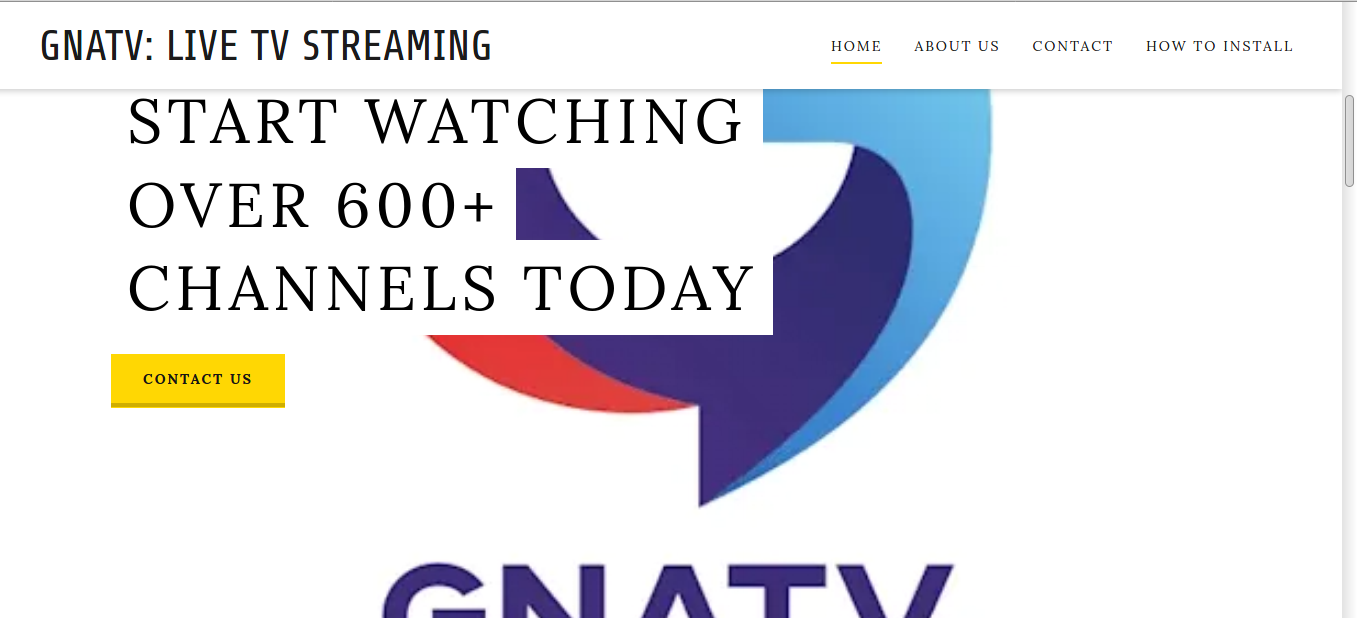 GNATV: LIVE TV STREAMING
HOME ABOUT US CONTACT HOW TO INSTALL
START WATCHING
OVER 600+
CHANNELS TODAY
CONTACT US
GNATV